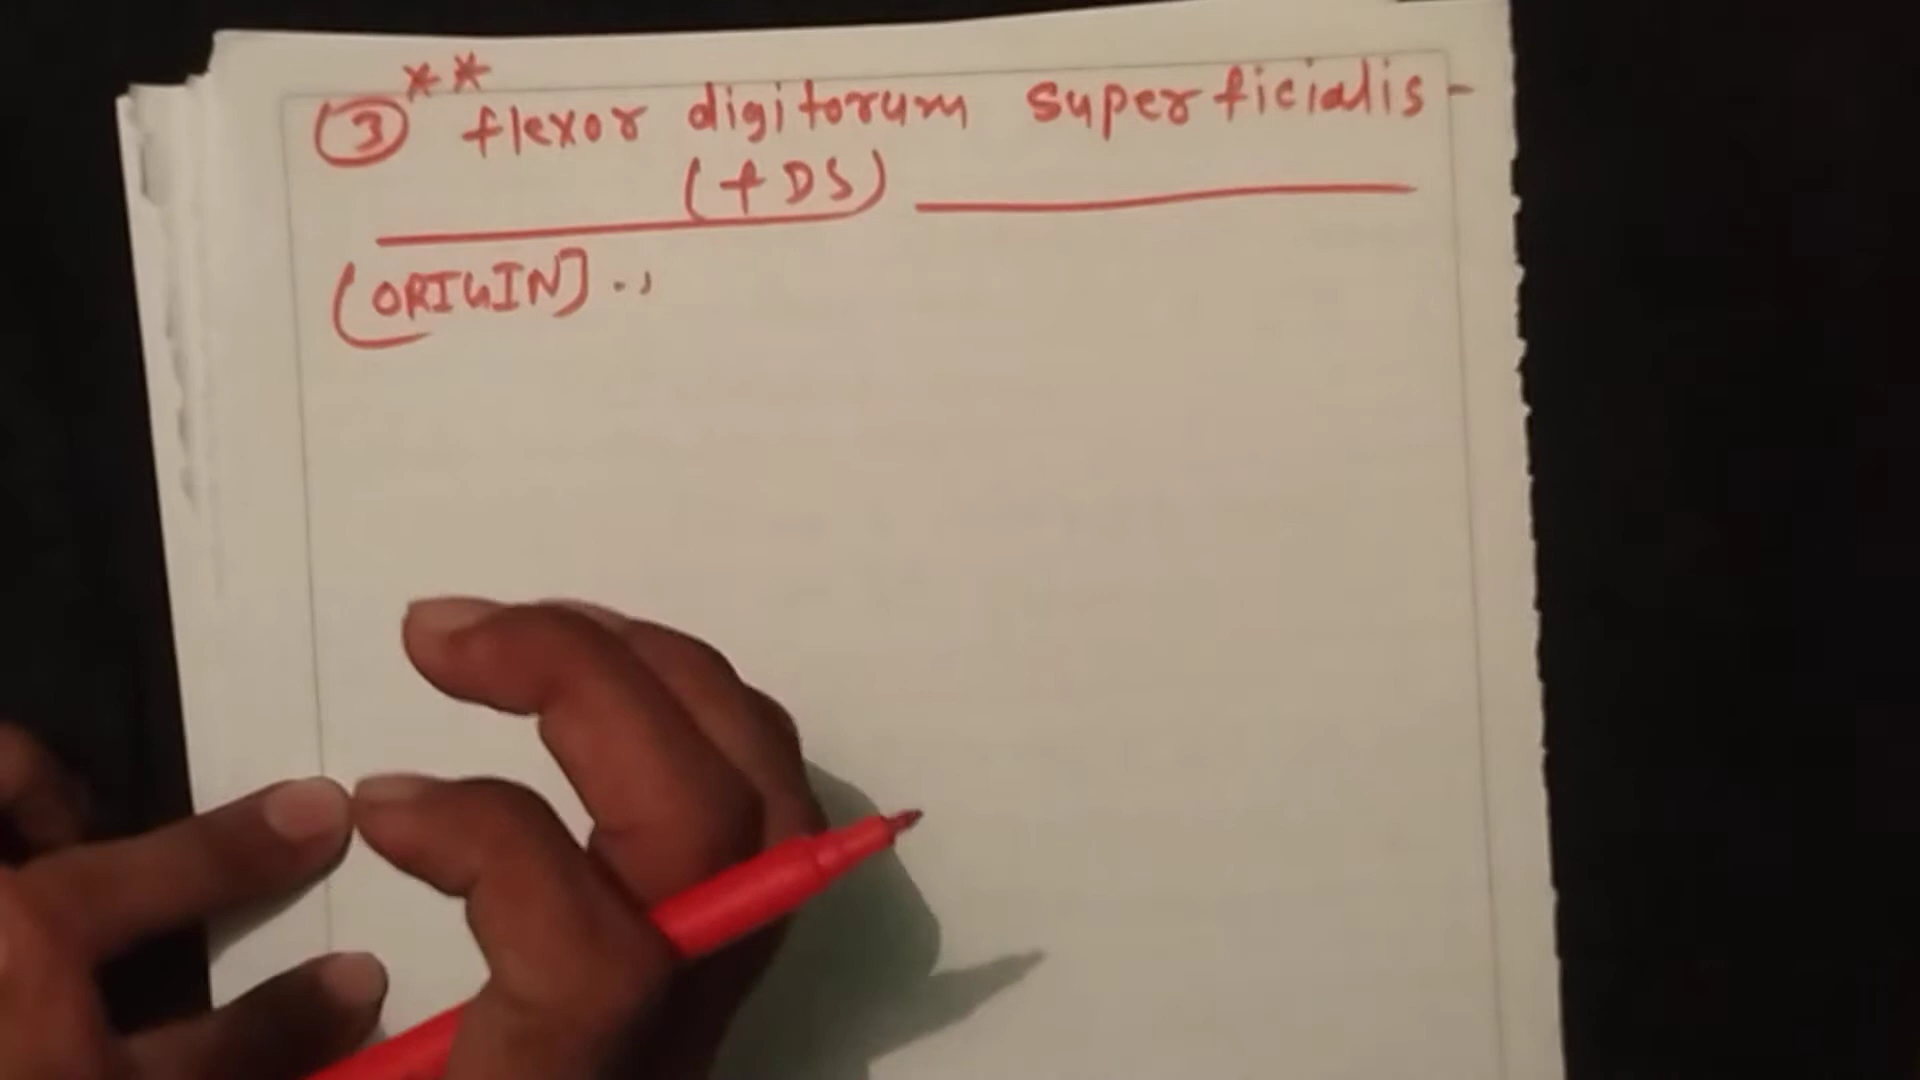 ** 
③ flexor digitorum superficialis -
(fDS)
(ORIGIN] .,